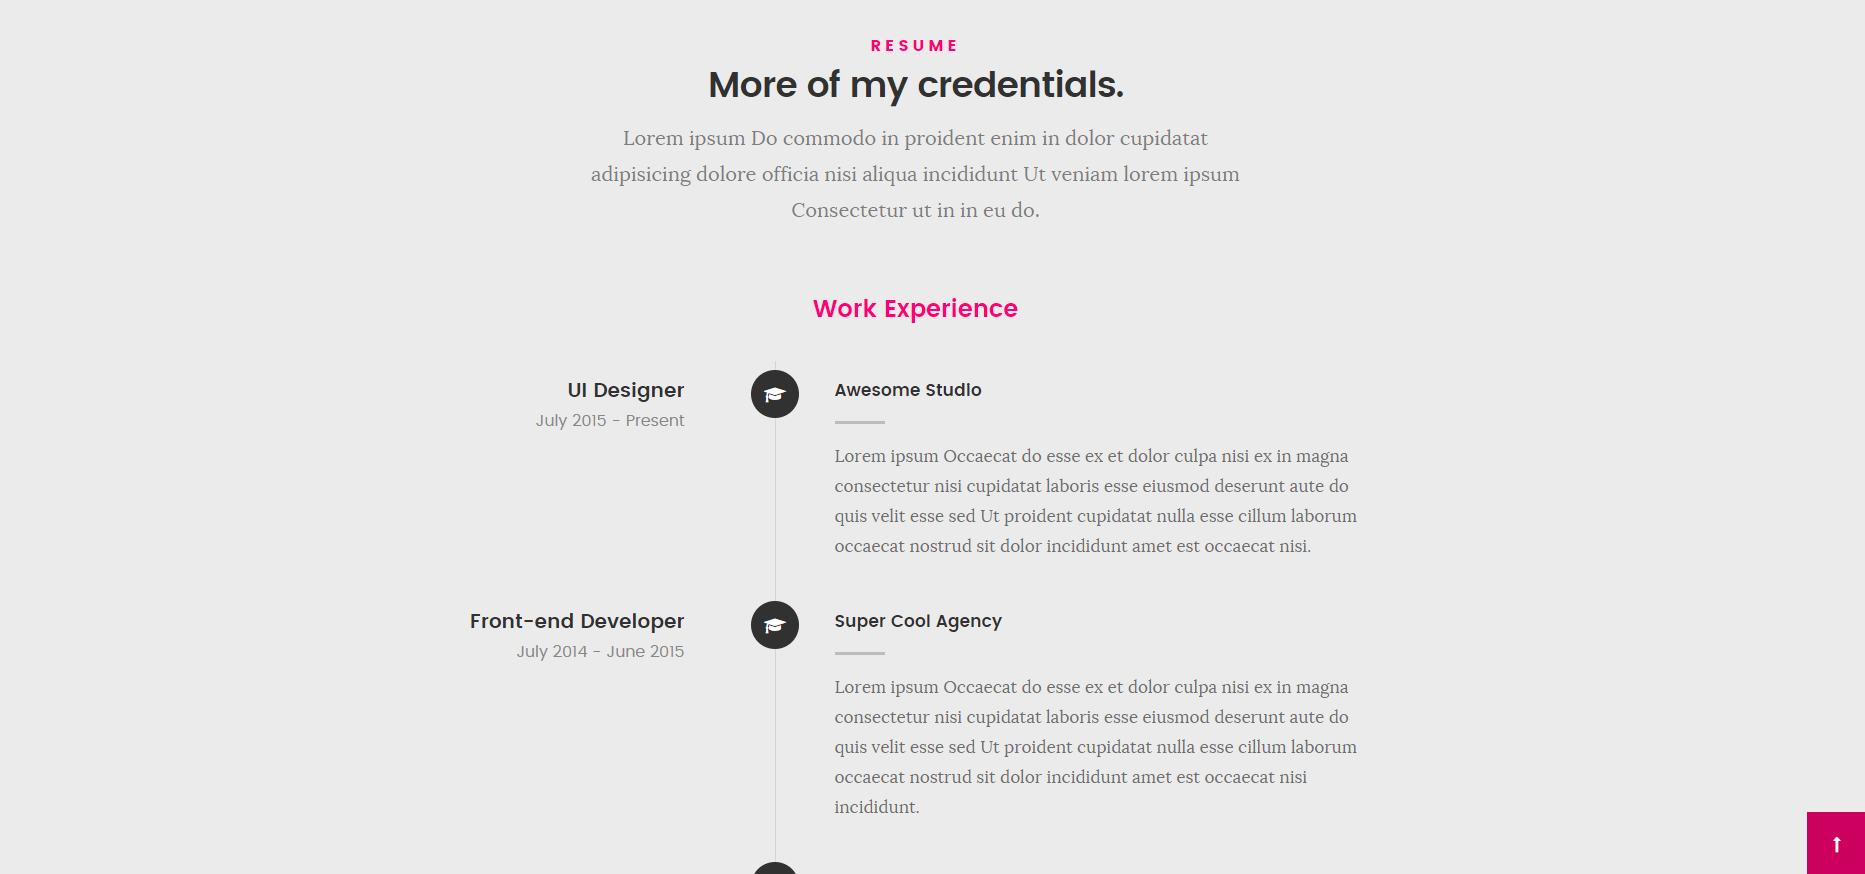 RESUME
More of my credentials.
Lorem ipsum Do commodo in proident enim in dolor cupidatat
adipisicing dolore officia nisi aliqua incididunt Ut veniam lorem ipsum
Consectetur ut in in eu do.
Work Experience
UI Designer
July 2015 - Present
Awesome Studio
Lorem ipsum Occaecat do esse ex et dolor culpa nisi ex in magna
consectetur nisi cupidatat laboris esse eiusmod deserunt aute do
quis velit esse sed Ut proident cupidatat nulla esse cillum laborum
occaecat nostrud sit dolor incididunt amet est occaecat nisi.
Front-end Developer
July 2014 - June 2015
Super Cool Agency
Lorem ipsum Occaecat do esse ex et dolor culpa nisi ex in magna
consectetur nisi cupidatat laboris esse eiusmod deserunt aute do
quis velit esse sed Ut proident cupidatat nulla esse cillum laborum
occaecat nostrud sit dolor incididunt amet est occaecat nisi
incididunt.